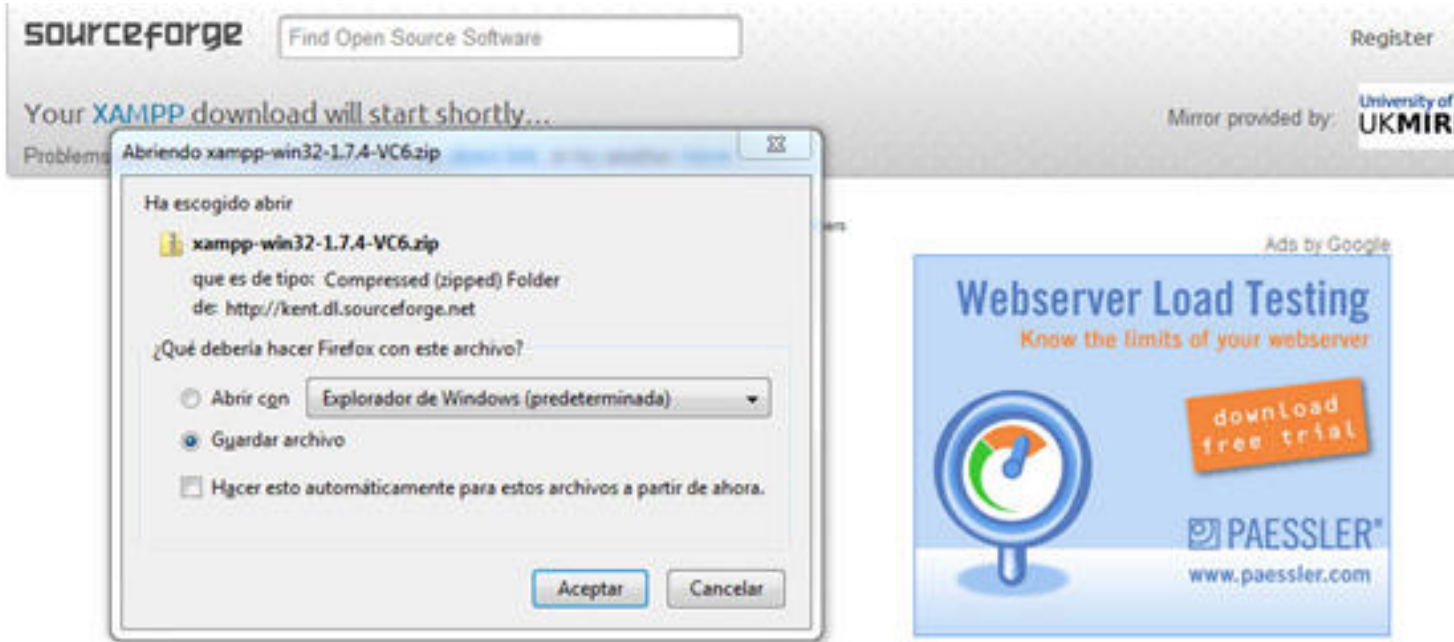 sourceforge
Find Open Source Software
Register
Your XAMPP download will start shortly...
Mirror provided by:
University of
UKMIR
Problems
Abriendo xampp-win32-1.7.4-VC6.zip
Ha escogido abrir
xampp-win32-1.7.4-VC6.zip
que es de tipo: Compressed (zipped) Folder
de: http://kent.dl.sourceforge.net
¿Qué debería hacer Firefox con este archivo?
Abrir con
Explorador de Windows (predeterminada)
Guardar archivo
Hacer esto automáticamente para estos archivos a partir de ahora.
Aceptar
Cancelar
Ads by Google
Webserver Load Testing
Know the limits of your webserver
download
free trial
PAESSLER
www.paessler.com